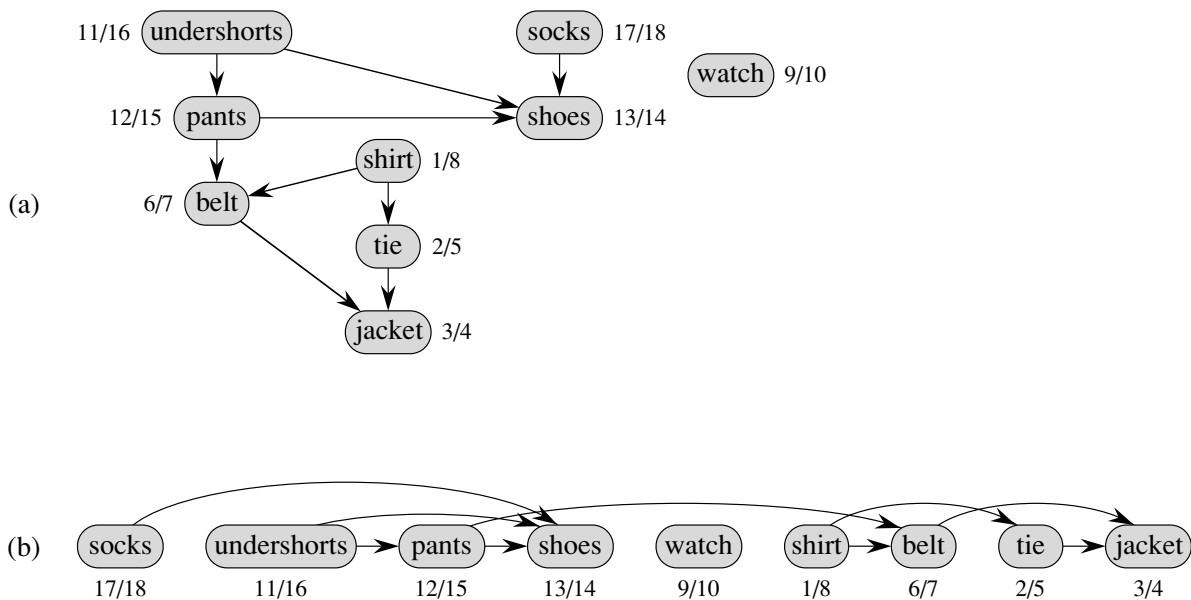 11/16 undershorts socks 17/18
watch 9/10
12/15 pants shoes 13/14
shirt 1/8
(a) 6/7 belt
tie 2/5
jacket 3/4
(b) socks undershorts pants shoes watch shirt belt tie jacket
17/18 11/16 12/15 13/14 9/10 1/8 6/7 2/5 3/4